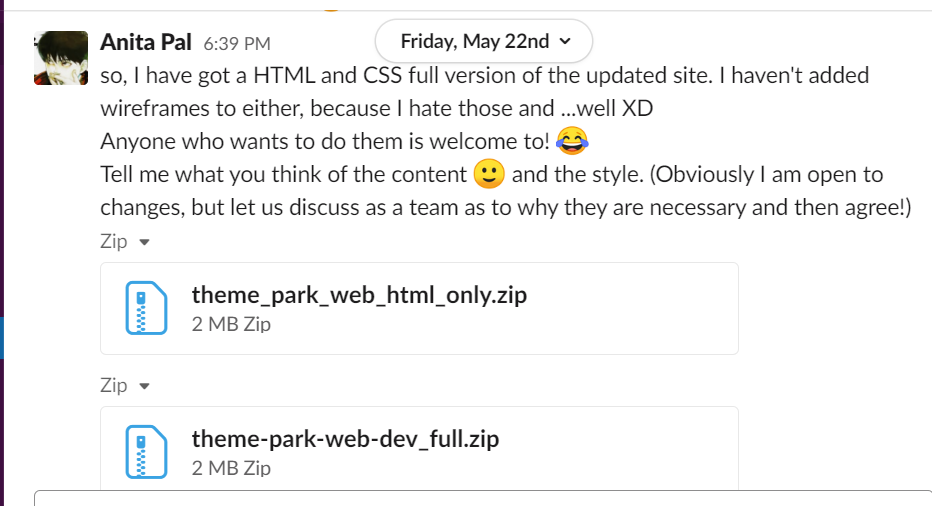 Anita Pal 6:39 PM
Friday, May 22nd
so, I have got a HTML and CSS full version of the updated site. I haven't added
wireframes to either, because I hate those and ...well XD
Anyone who wants to do them is welcome to! 😂
Tell me what you think of the content 🙂 and the style. (Obviously I am open to
changes, but let us discuss as a team as to why they are necessary and then agree!)
Zip
theme_park_web_html_only.zip
2 MB Zip
Zip
theme-park-web-dev_full.zip
2 MB Zip